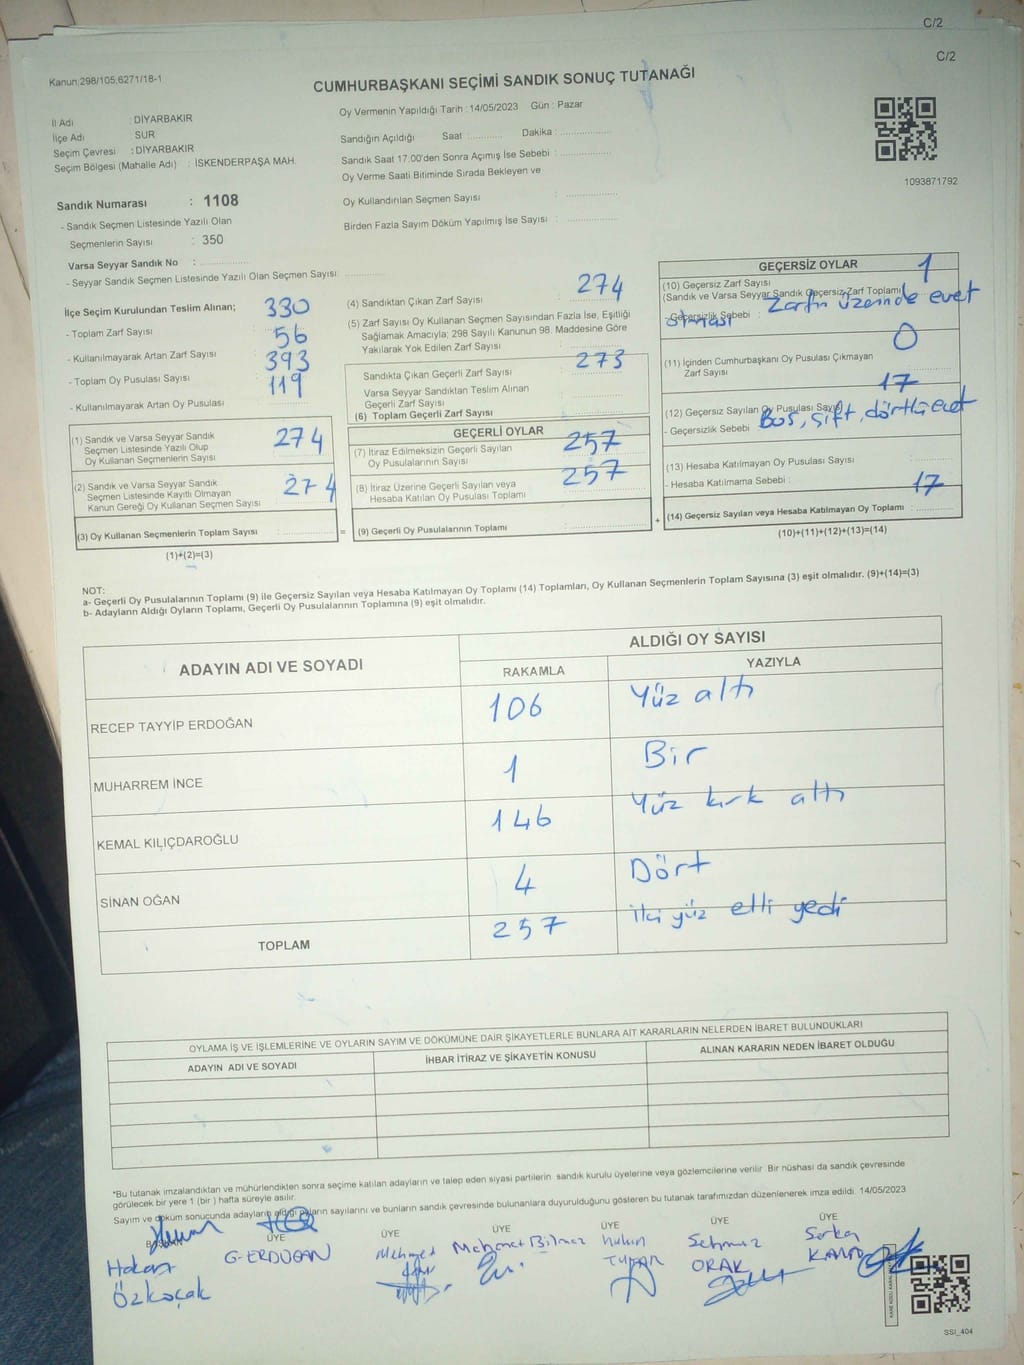 C/2
C/2
Kanun:298/105,6271/18-1
CUMHURBAŞKANI SEÇİMİ SANDIK SONUÇ TUTANAĞI
İl Adı : DİYARBAKIR
İlçe Adı : SUR
Seçim Çevresi : DİYARBAKIR
Seçim Bölgesi (Mahalle Adı) : İSKENDERPAŞA MAH.
Oy Vermenin Yapıldığı Tarih : 14/05/2023 Gün : Pazar
Sandığın Açıldığı Saat :............ Dakika :................
Sandık Saat 17.00'den Sonra Açılmış İse Sebebi :................
Oy Verme Saati Bitiminde Sırada Bekleyen ve
Oy Kullandırılan Seçmen Sayısı :................
Birden Fazla Sayım Döküm Yapılmış İse Sayısı :................
1093871792
Sandık Numarası : 1108
- Sandık Seçmen Listesinde Yazılı Olan
Seçmenlerin Sayısı : 350
Varsa Seyyar Sandık No :................
- Seyyar Sandık Seçmen Listesinde Yazılı Olan Seçmen Sayısı:................
İlçe Seçim Kurulundan Teslim Alınan;
- Toplam Zarf Sayısı : 330
- Kullanılmayarak Artan Zarf Sayısı : 56
- Toplam Oy Pusulası Sayısı : 393
- Kullanılmayarak Artan Oy Pusulası : 119
(1) Sandık ve Varsa Seyyar Sandık
Seçmen Listesinde Yazılı Olup
Oy Kullanan Seçmenlerin Sayısı 274
(2) Sandık ve Varsa Seyyar Sandık
Seçmen Listesinde Kayıtlı Olmayan
Kanun Gereği Oy Kullanan Seçmen Sayısı
(3) Oy Kullanan Seçmenlerin Toplam Sayısı : 274
(1)+(2)=(3)
(4) Sandıktan Çıkan Zarf Sayısı : 274
(5) Zarf Sayısı Oy Kullanan Seçmen Sayısından Fazla İse, Eşitliği
Sağlamak Amacıyla; 298 Sayılı Kanunun 98. Maddesine Göre
Yakılarak Yok Edilen Zarf Sayısı :
Sandıkta Çıkan Geçerli Zarf Sayısı : 273
Varsa Seyyar Sandıktan Teslim Alınan
Geçerli Zarf Sayısı :
(6) Toplam Geçerli Zarf Sayısı :
GEÇERLİ OYLAR
(7) İtiraz Edilmeksizin Geçerli Sayılan
Oy Pusulalarının Sayısı : 257
(8) İtiraz Üzerine Geçerli Sayılan veya
Hesaba Katılan Oy Pusulası Toplamı :
= (9) Geçerli Oy Pusulalarının Toplamı : 257
GEÇERSİZ OYLAR
(10) Geçersiz Zarf Sayısı 1
(Sandık ve Varsa Seyyar Sandık Geçersiz Zarf Toplamı)
- Geçersizlik Sebebi : Zarfın üzerinde evet
olması
(11) İçinden Cumhurbaşkanı Oy Pusulası Çıkmayan
Zarf Sayısı : 0
(12) Geçersiz Sayılan Oy Pusulası Sayısı 17
- Geçersizlik Sebebi : Boş, çift, dörtlü evet
(13) Hesaba Katılmayan Oy Pusulası Sayısı :
- Hesaba Katılmama Sebebi :
+ (14) Geçersiz Sayılan veya Hesaba Katılmayan Oy Toplamı : 17
(10)+(11)+(12)+(13)=(14)
NOT:
a- Geçerli Oy Pusulalarının Toplamı (9) ile Geçersiz Sayılan veya Hesaba Katılmayan Oy Toplamı (14) Toplamları, Oy Kullanan Seçmenlerin Toplam Sayısına (3) eşit olmalıdır. (9)+(14)=(3)
b- Adayların Aldığı Oyların Toplamı, Geçerli Oy Pusulalarının Toplamına (9) eşit olmalıdır.
ADAYIN ADI VE SOYADI
ALDIĞI OY SAYISI
RAKAMLA YAZIYLA
RECEP TAYYİP ERDOĞAN 106 Yüz altı
MUHARREM İNCE 1 Bir
KEMAL KILIÇDAROĞLU 146 Yüz kırk altı
SİNAN OĞAN 4 Dört
TOPLAM 257 iki yüz elli yedi
OYLAMA İŞ VE İŞLEMLERİNE VE OYLARIN SAYIM VE DÖKÜMÜNE DAİR ŞİKAYETLERLE BUNLARA AİT KARARLARIN NELERDEN İBARET BULUNDUKLARI
ADAYIN ADI VE SOYADI İHBAR İTİRAZ VE ŞİKAYETİN KONUSU ALINAN KARARIN NEDEN İBARET OLDUĞU
*Bu tutanak imzalandıktan ve mühürlendikten sonra seçime katılan adayların ve talep eden siyasi partilerin sandık kurulu üyelerine veya gözlemcilerine verilir. Bir nüshası da sandık çevresinde
görülecek bir yere 1 (bir) hafta süreyle asılır.
Sayım ve döküm sonucunda adayların aldığı oyların sayılarını ve bunların sandık çevresinde bulunanlara duyurulduğunu gösteren bu tutanak tarafımızdan düzenlenerek imza edildi. 14/05/2023
BAŞKAN ÜYE ÜYE ÜYE ÜYE ÜYE ÜYE
Hakan Özkoçak
G-ERDOĞAN
Mehmet
Mehmet Bilmez
TURAN
ORAK
SSİ_404